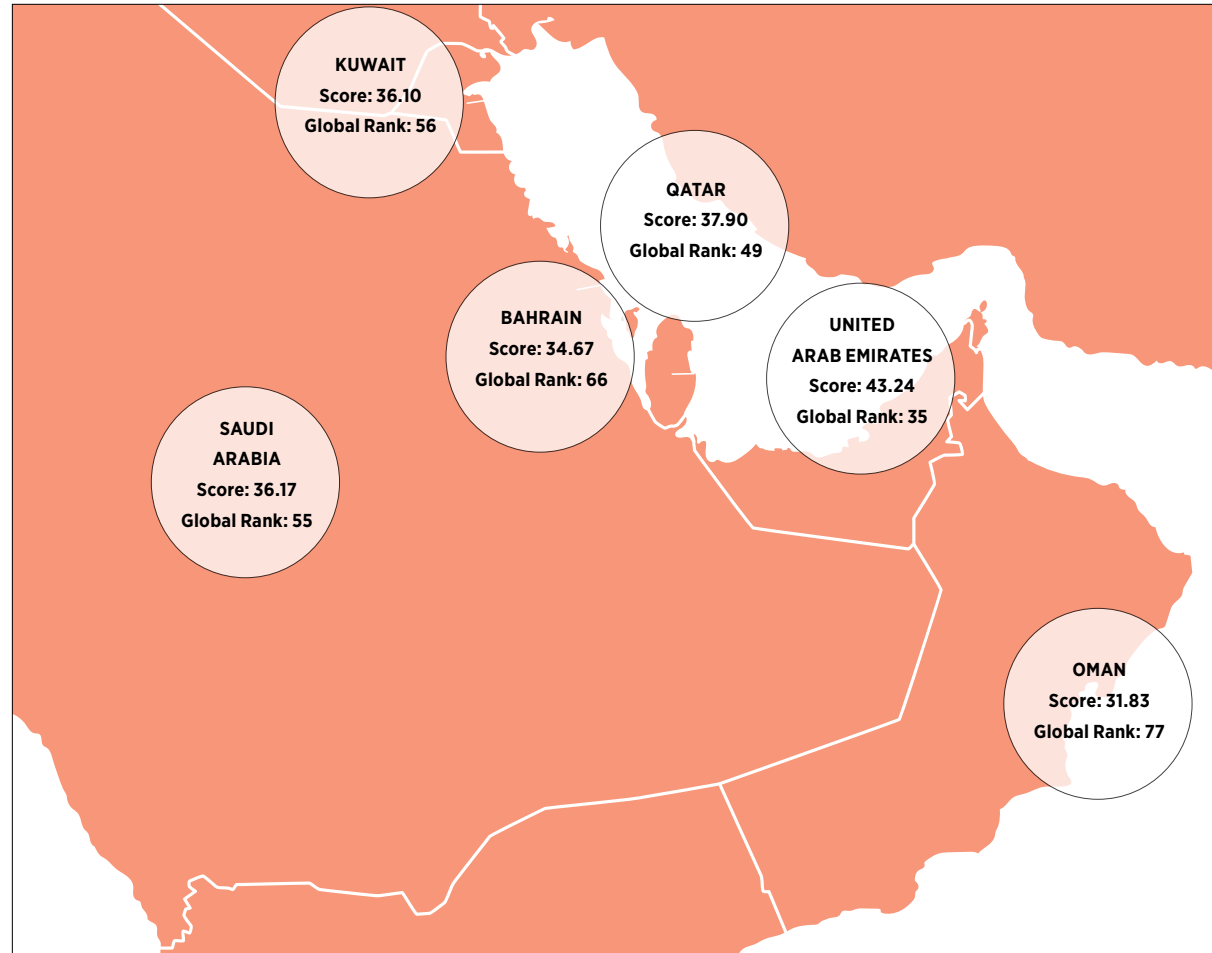 KUWAIT
Score: 36.10
Global Rank: 56
QATAR
Score: 37.90
Global Rank: 49
BAHRAIN
Score: 34.67
Global Rank: 66
UNITED
ARAB EMIRATES
Score: 43.24
Global Rank: 35
SAUDI
ARABIA
Score: 36.17
Global Rank: 55
OMAN
Score: 31.83
Global Rank: 77